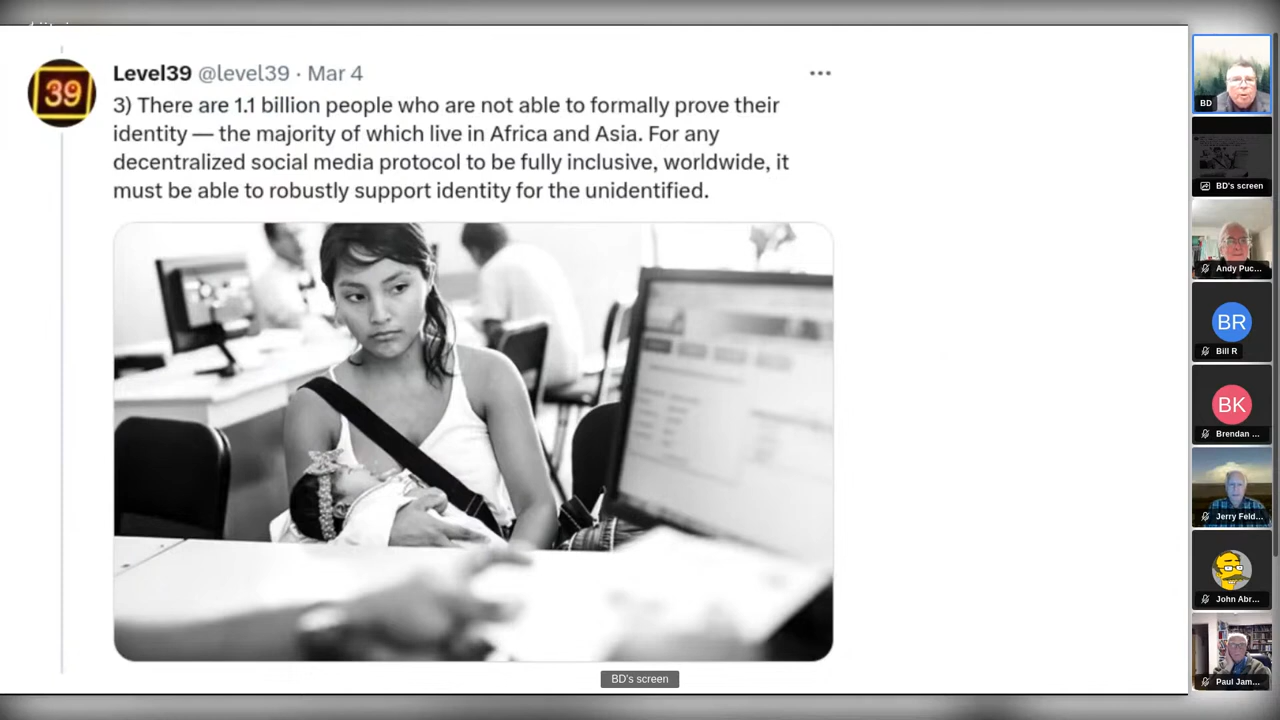 39
Level39 @level39 · Mar 4
3) There are 1.1 billion people who are not able to formally prove their
identity — the majority of which live in Africa and Asia. For any
decentralized social media protocol to be fully inclusive, worldwide, it
must be able to robustly support identity for the unidentified.
BD's screen
BD
BD's screen
Andy Puc...
BR
Bill R
BK
Brendan ...
Jerry Feld...
John Abr...
Paul Jam...